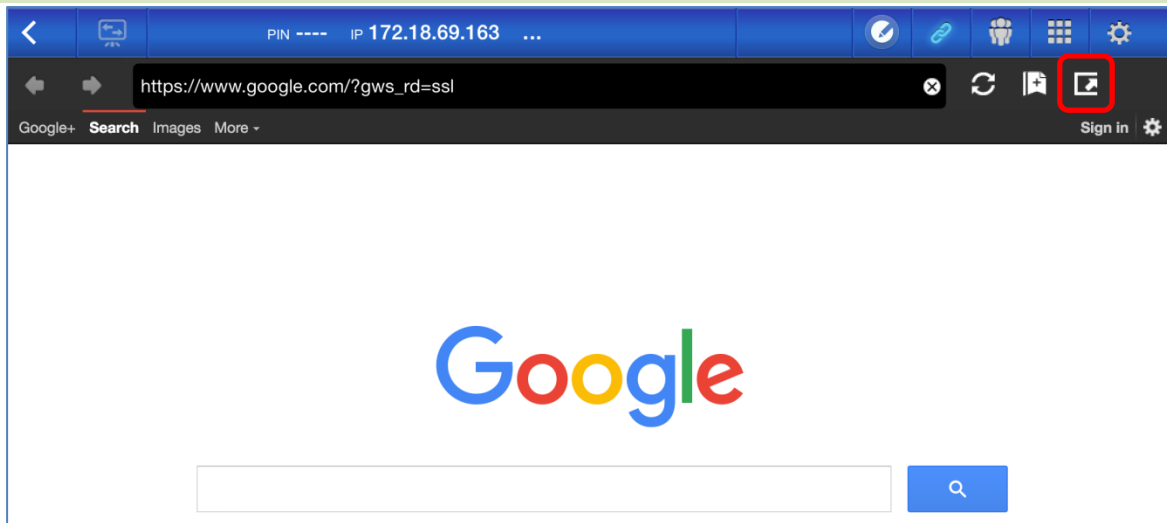 PIN ---- IP 172.18.69.163 ...
https://www.google.com/?gws_rd=ssl
Google+ Search Images More Sign in
Google